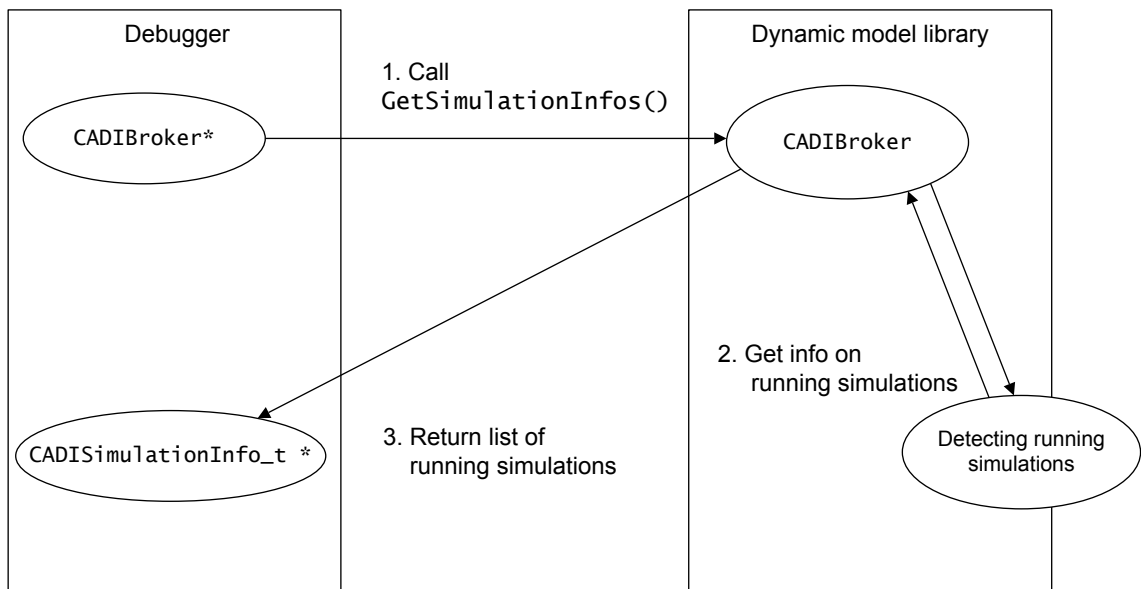 Debugger
Dynamic model library
1. Call
GetSimulationInfos()
CADIBroker*
CADIBroker
2. Get info on
running simulations
CADISimulationInfo_t *
3. Return list of
running simulations
Detecting running
simulations